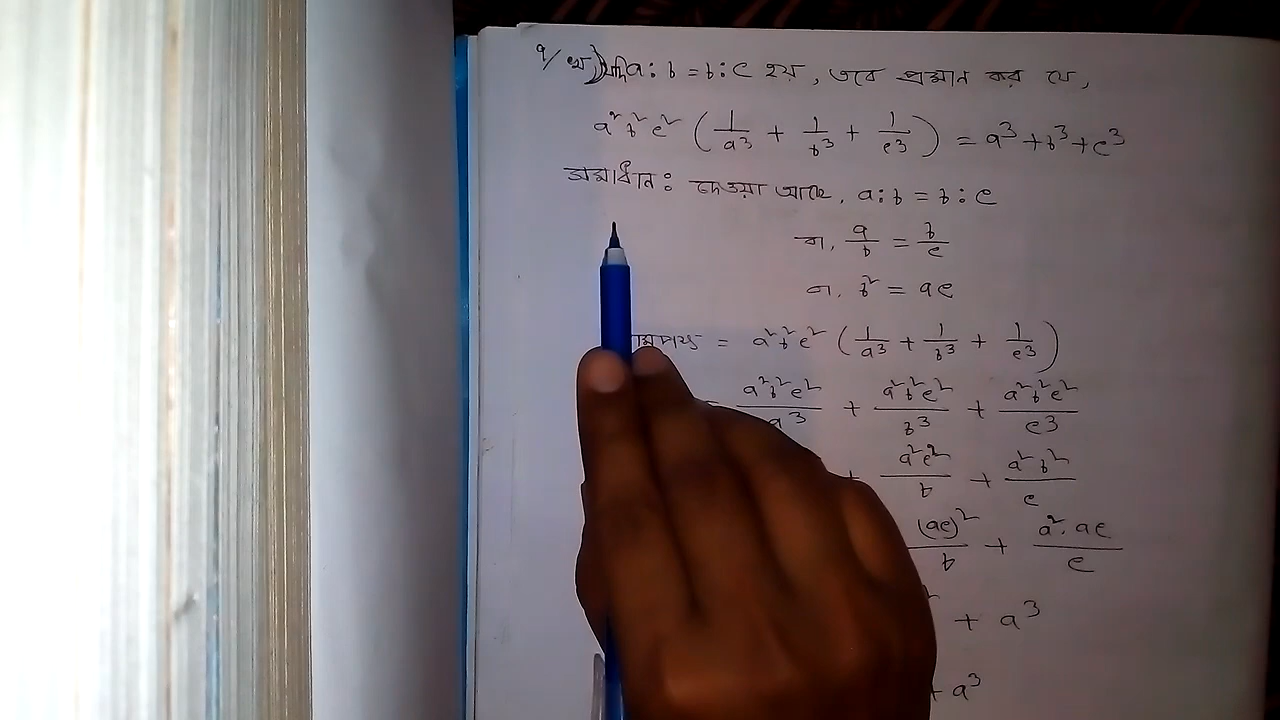 ৭/ (খ) যদি a : b = b : c হয়, তবে প্রমান কর যে,
a²b²c² (1/a³ + 1/b³ + 1/c³) = a³ + b³ + c³
সমাধান : দেওয়া আছে, a : b = b : c
বা, a/b = b/c
বা, b² = ac
= a²b²c² (1/a³ + 1/b³ + 1/c³)
a²b²c²/a³ + a²b²c²/b³ + a²b²c²/c³
+ a²c²/b + a²b²/c
(ac)²/b + a².ac/c
+ a³
+ a³